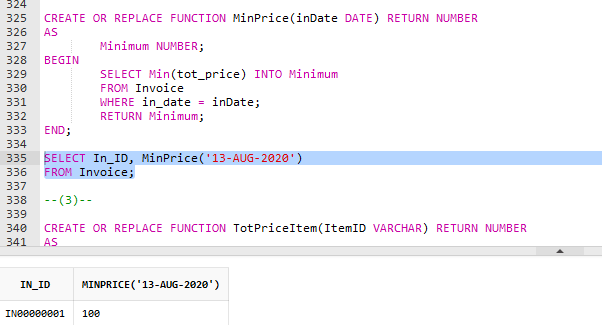 324
325 CREATE OR REPLACE FUNCTION MinPrice(inDate DATE) RETURN NUMBER
326 AS
327 Minimum NUMBER;
328 BEGIN
329 SELECT Min(tot_price) INTO Minimum
330 FROM Invoice
331 WHERE in_date = inDate;
332 RETURN Minimum;
333 END;
334
335 SELECT In_ID, MinPrice('13-AUG-2020')
336 FROM Invoice;
337
338 --(3)--
339
340 CREATE OR REPLACE FUNCTION TotPriceItem(ItemID VARCHAR) RETURN NUMBER
341 AS
IN_ID MINPRICE('13-AUG-2020')
IN00000001 100